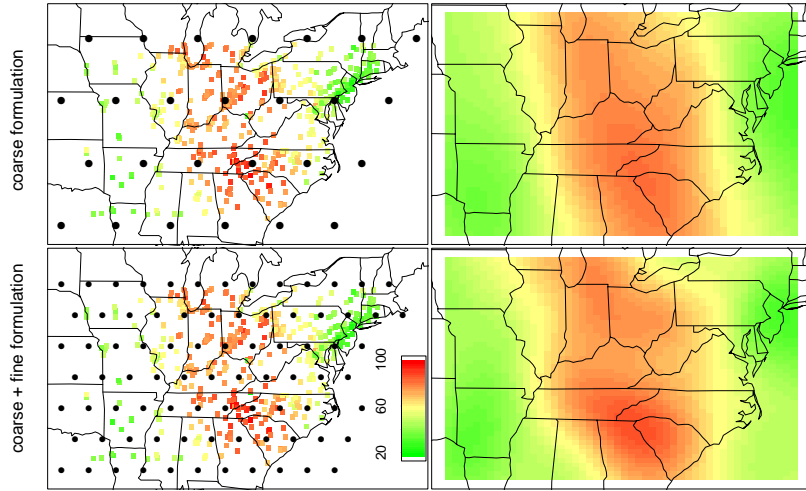 coarse formulation
coarse + fine formulation
100
60
20